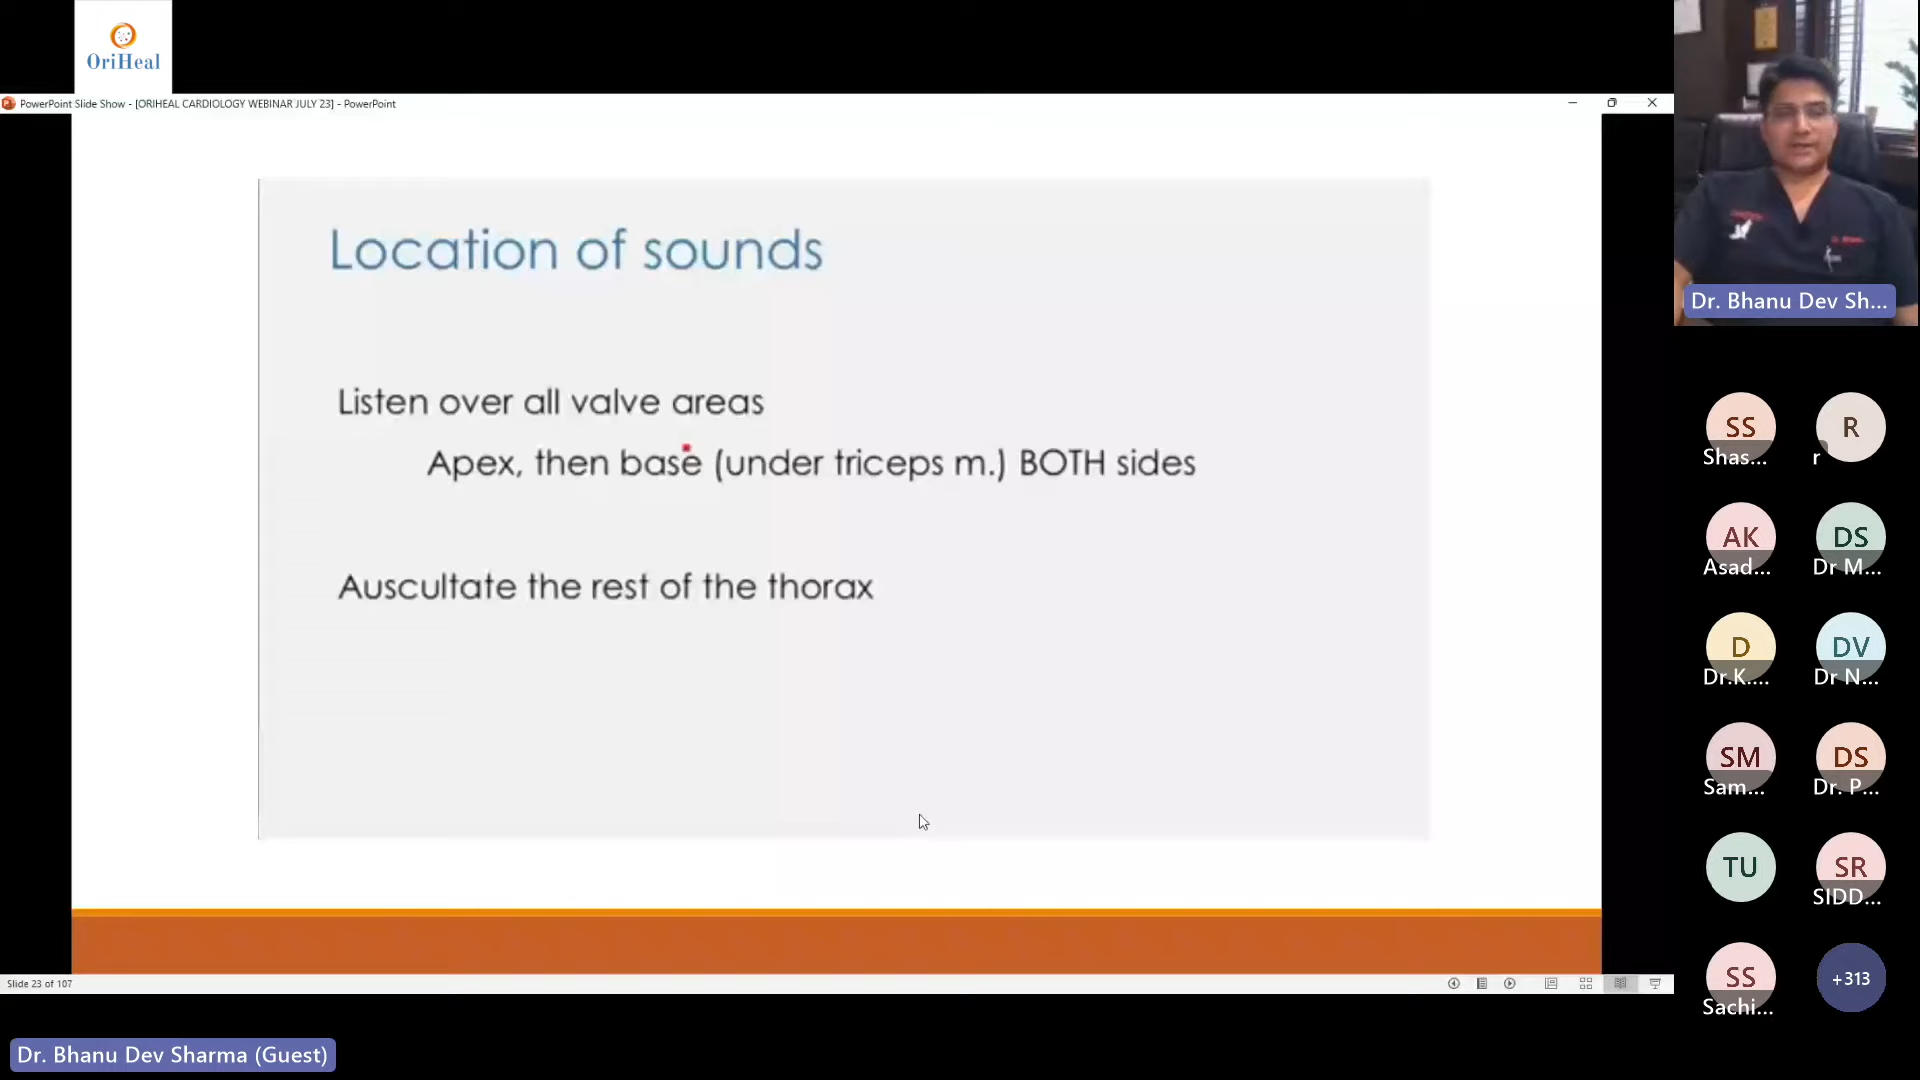 OriHeal
PowerPoint Slide Show - [ORIHEAL CARDIOLOGY WEBINAR JULY 23] - PowerPoint
Location of sounds
Listen over all valve areas
Apex, then base (under triceps m.) BOTH sides
Auscultate the rest of the thorax
Slide 23 of 107
Dr. Bhanu Dev Sharma (Guest)
Dr. Bhanu Dev Sh...
SS
Shas...
R
r
AK
Asad...
DS
Dr M...
D
Dr.K....
DV
Dr N...
SM
Sam...
DS
Dr. P...
TU
SR
SIDD...
SS
Sachi...
+313